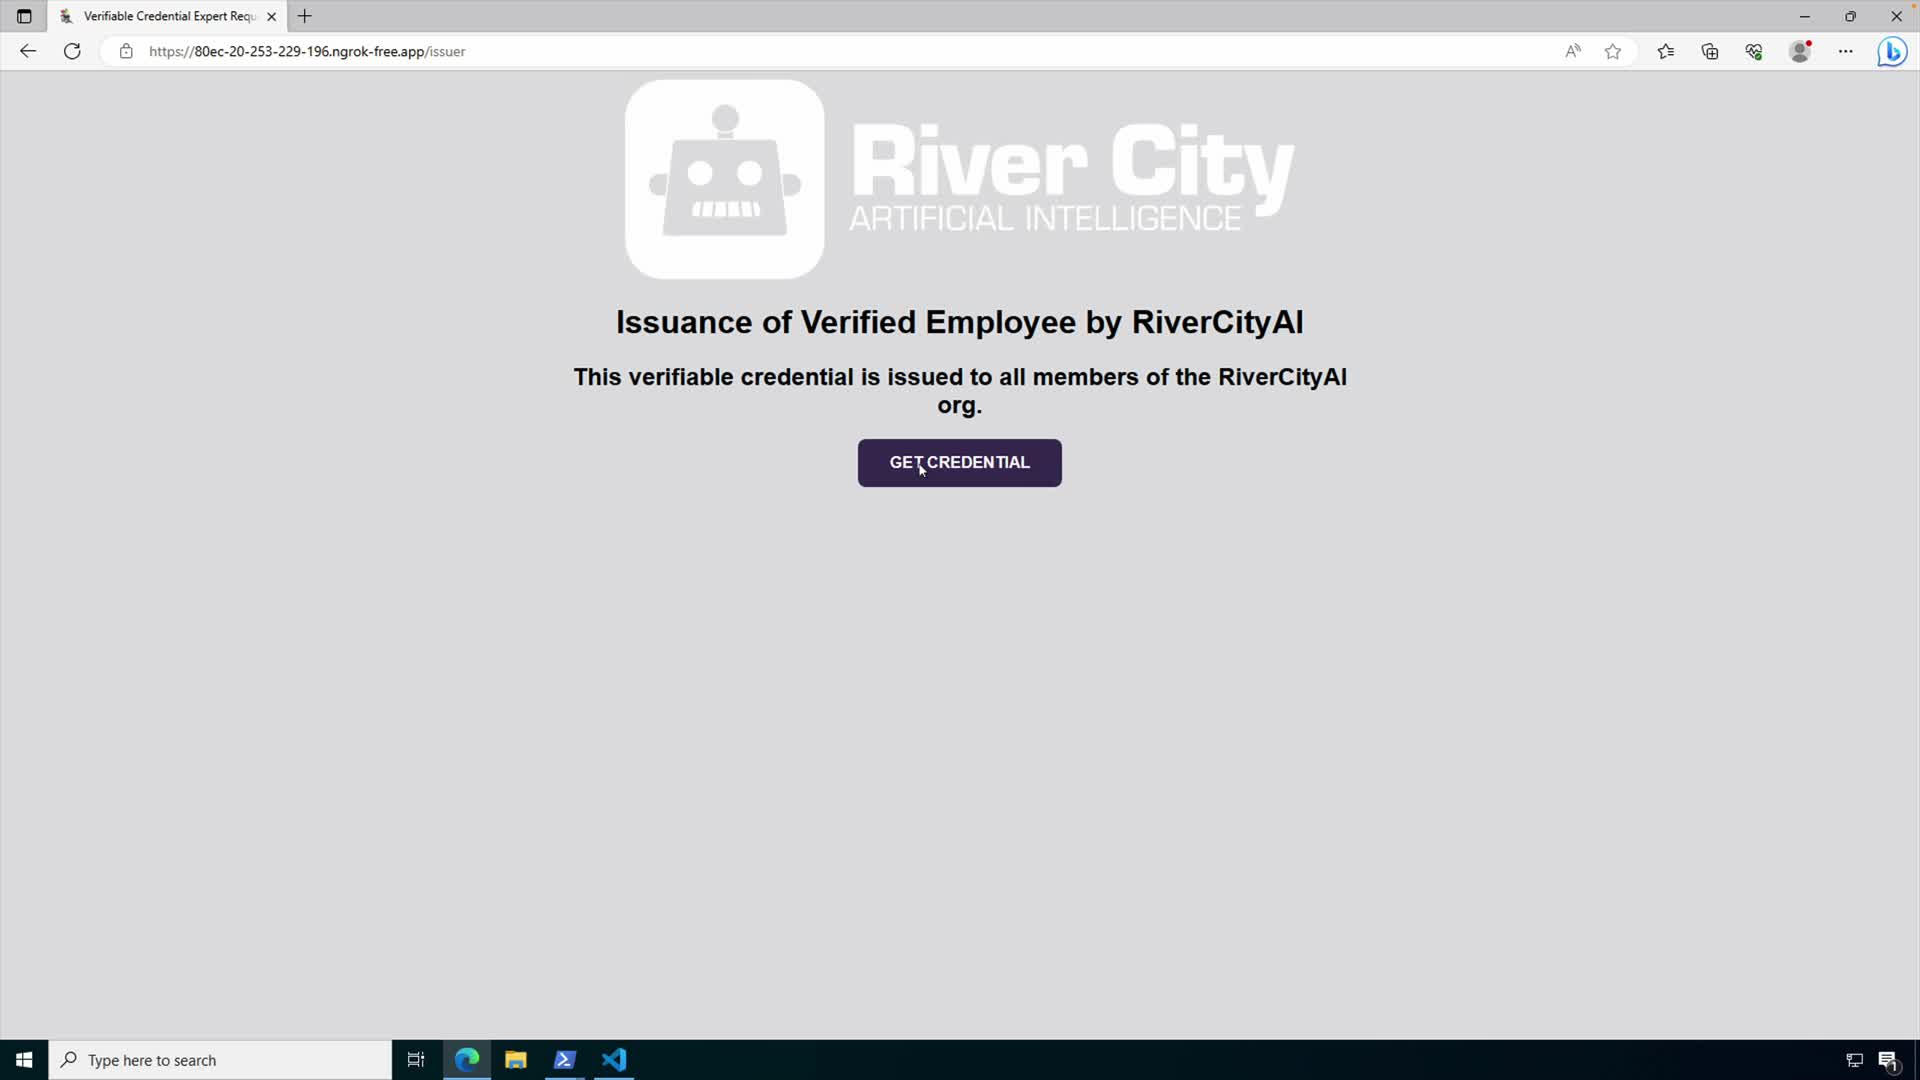 Verifiable Credential Expert Requ
https://80ec-20-253-229-196.ngrok-free.app/issuer
River City
ARTIFICIAL INTELLIGENCE
Issuance of Verified Employee by RiverCityAI
This verifiable credential is issued to all members of the RiverCityAI
org.
GET CREDENTIAL
Type here to search
1